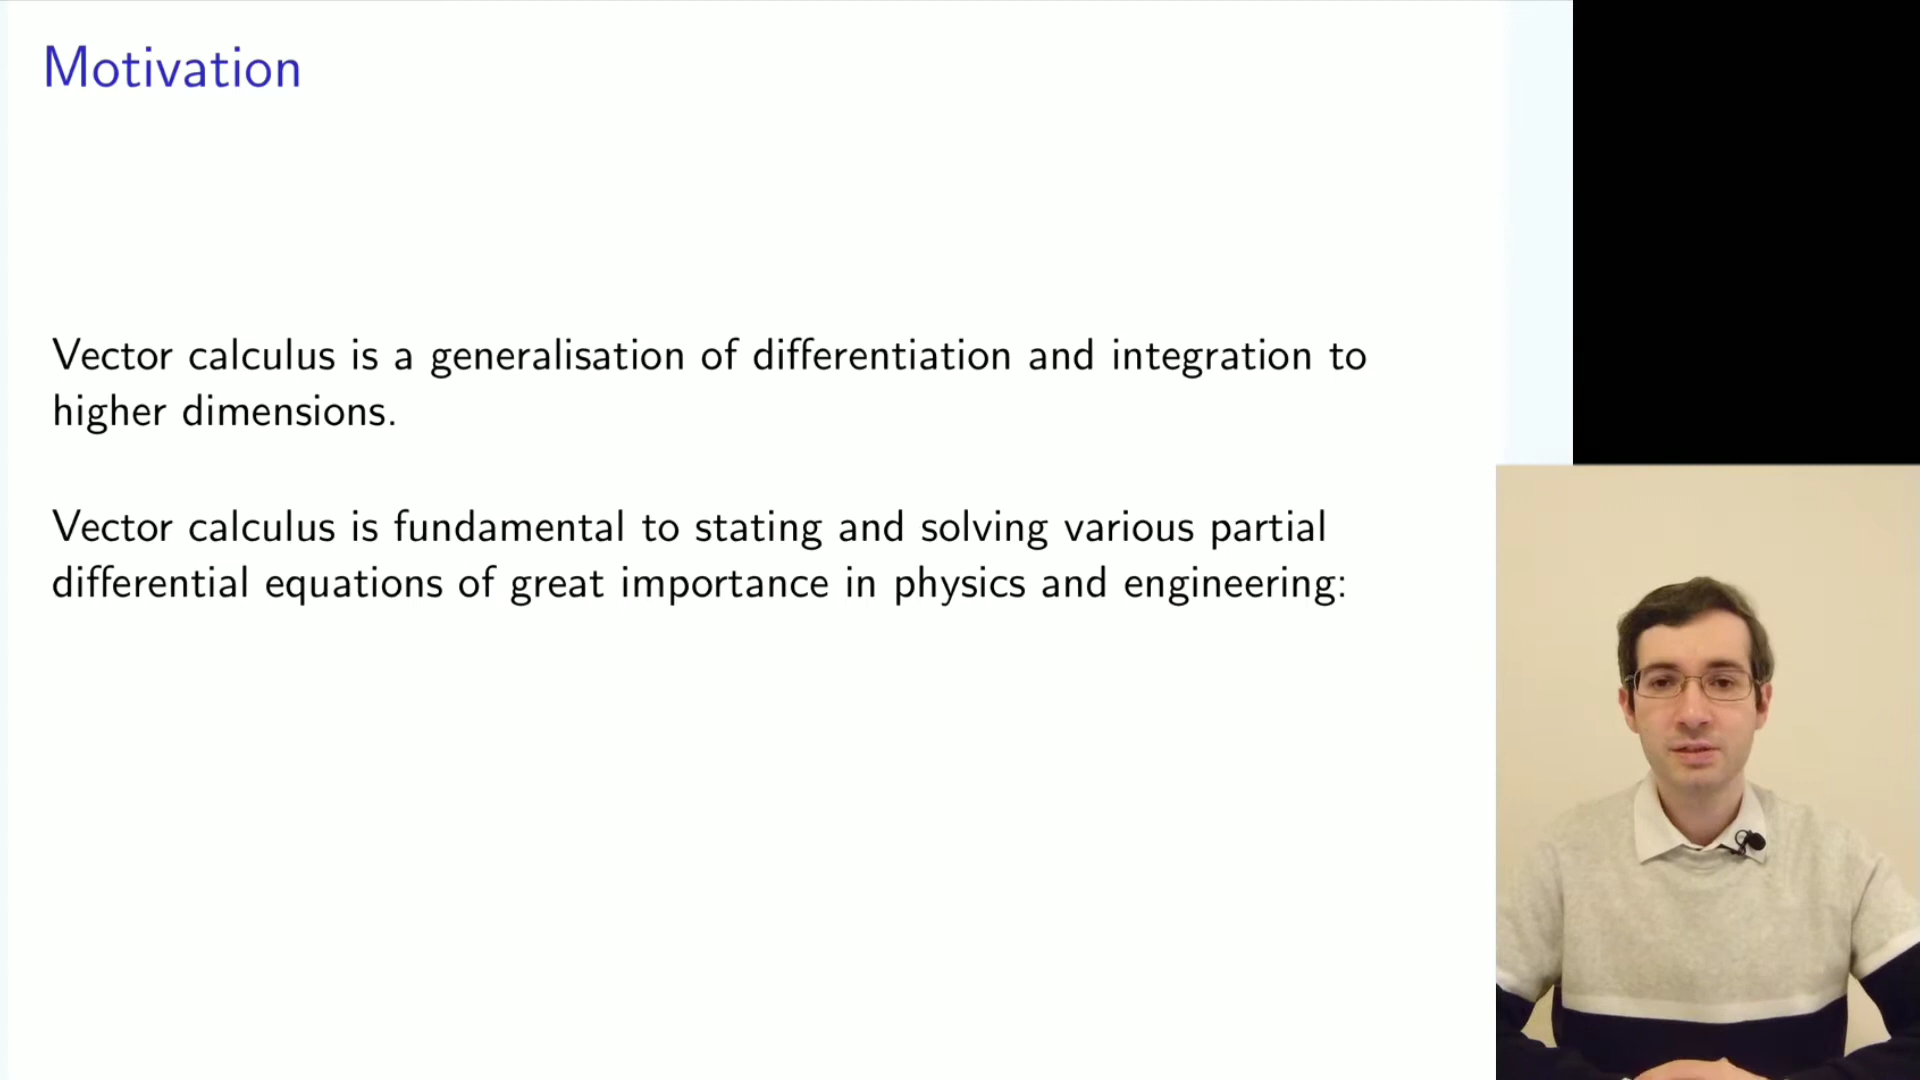 Motivation
Vector calculus is a generalisation of differentiation and integration to
higher dimensions.
Vector calculus is fundamental to stating and solving various partial
differential equations of great importance in physics and engineering: